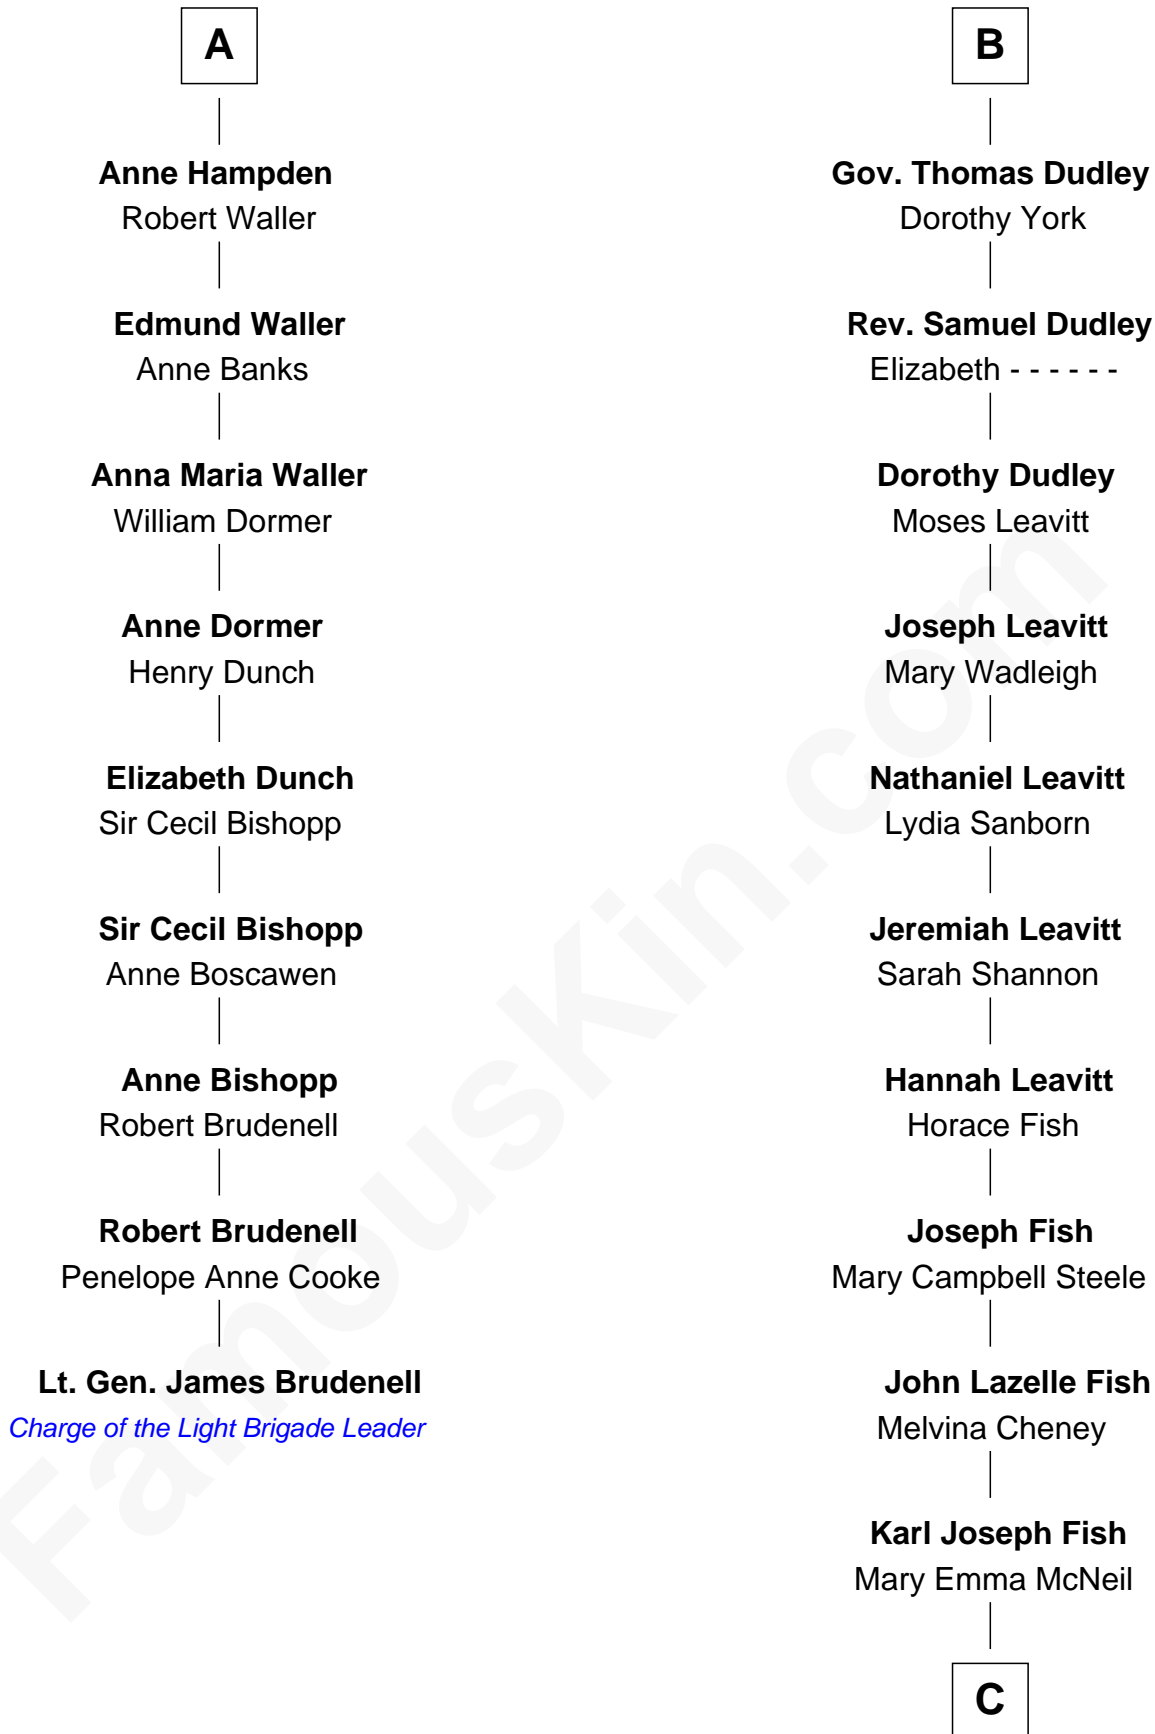 A
Anne Hampden
Robert Waller
Edmund Waller
Anne Banks
Anna Maria Waller
William Dormer
Anne Dormer
Henry Dunch
Elizabeth Dunch
Sir Cecil Bishopp
Sir Cecil Bishopp
Anne Boscawen
Anne Bishopp
Robert Brudenell
Robert Brudenell
Penelope Anne Cooke
Lt. Gen. James Brudenell
Charge of the Light Brigade Leader
B
Gov. Thomas Dudley
Dorothy York
Rev. Samuel Dudley
Elizabeth - - - - - -
Dorothy Dudley
Moses Leavitt
Joseph Leavitt
Mary Wadleigh
Nathaniel Leavitt
Lydia Sanborn
Jeremiah Leavitt
Sarah Shannon
Hannah Leavitt
Horace Fish
Joseph Fish
Mary Campbell Steele
John Lazelle Fish
Melvina Cheney
Karl Joseph Fish
Mary Emma McNeil
C
FamousKin.com